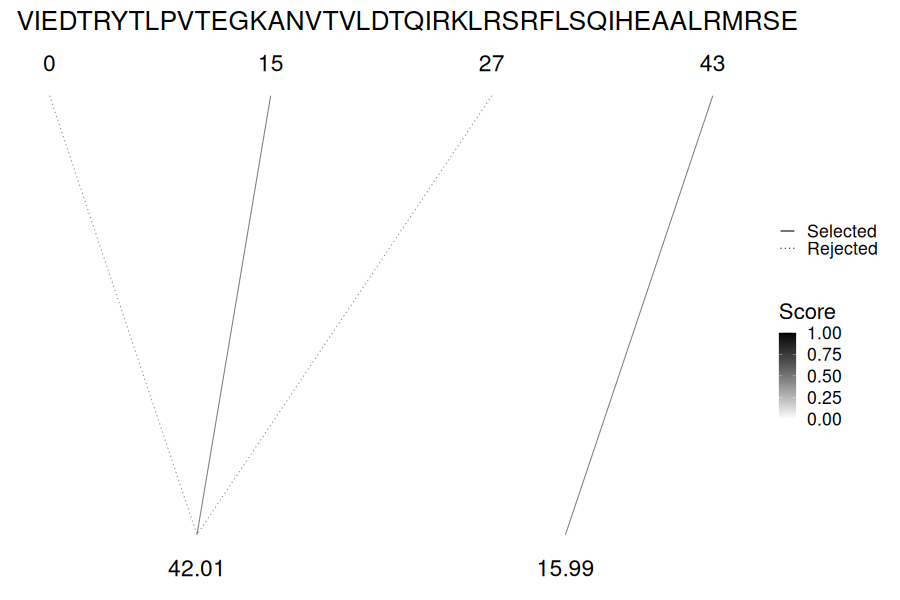 VIEDTRYTLPVTEGKANVTVLDTQIRKLRSRFLSQIHEAALRMRSE
0 15 27 43
Selected
Rejected
Score
1.00
0.75
0.50
0.25
0.00
42.01 15.99